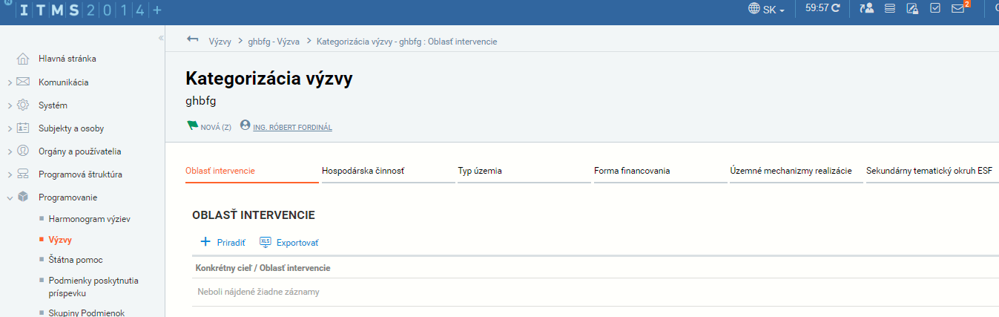 ITMS|2014+
SK
59:57
2
«
Hlavná stránka
Komunikácia
Systém
Subjekty a osoby
Orgány a používatelia
Programová štruktúra
Programovanie
Harmonogram výziev
Výzvy
Štátna pomoc
Podmienky poskytnutia
príspevku
Skupiny Podmienok
Výzvy > ghbfg - Výzva > Kategorizácia výzvy - ghbfg : Oblasť intervencie
Kategorizácia výzvy
ghbfg
NOVÁ (Z) ING. RÓBERT FORDINÁL
Oblasť intervencie Hospodárska činnosť Typ územia Forma financovania Územné mechanizmy realizácie Sekundárny tematický okruh ESF
OBLASŤ INTERVENCIE
Priradiť XLS Exportovať
Konkrétny cieľ / Oblasť intervencie
Neboli nájdené žiadne záznamy